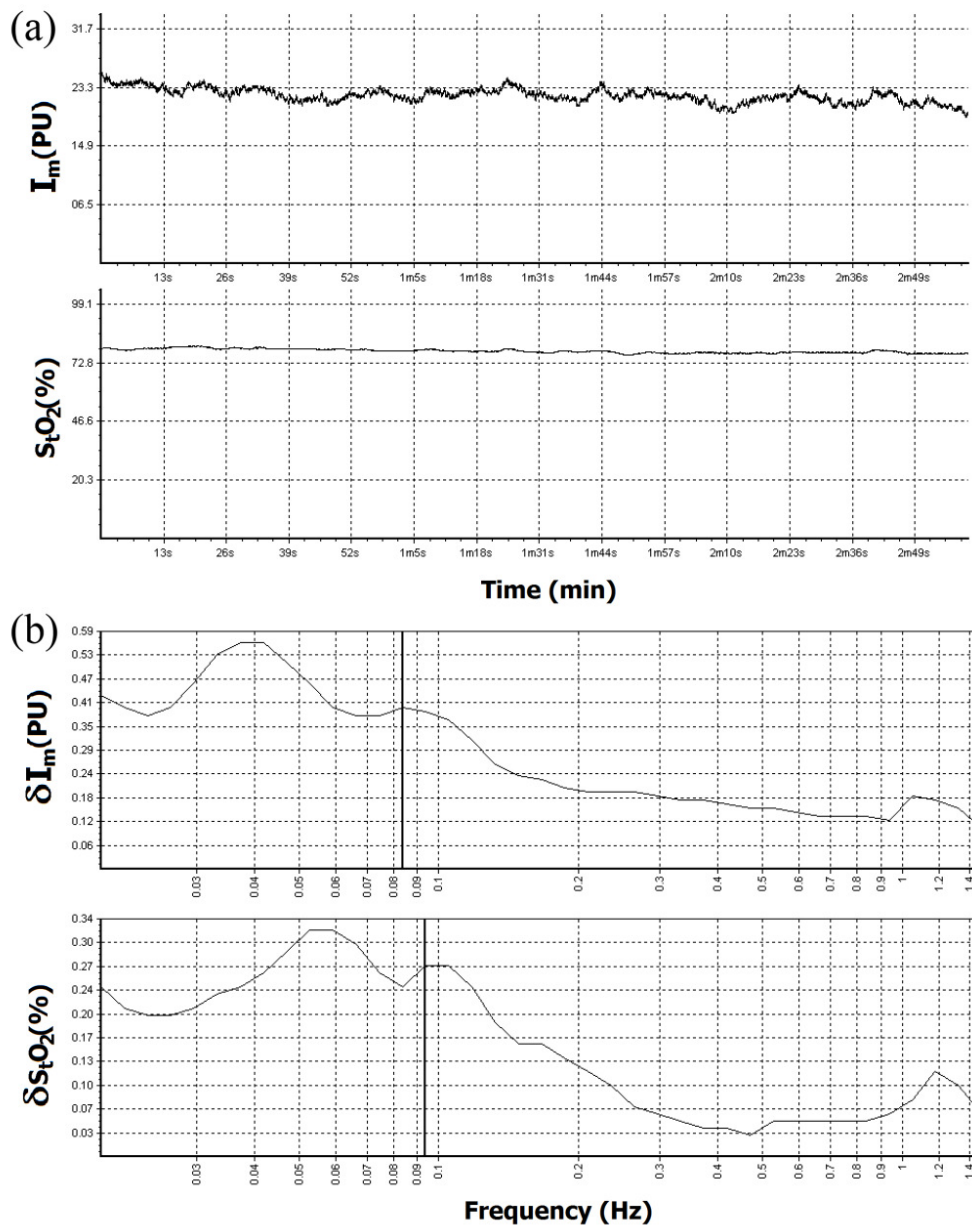 (a)
I_m(PU)
31.7
23.3
14.9
06.5
13s 26s 39s 52s 1m5s 1m18s 1m31s 1m44s 1m57s 2m10s 2m23s 2m36s 2m49s
S_tO_2(%)
99.1
72.8
46.6
20.3
13s 26s 39s 52s 1m5s 1m18s 1m31s 1m44s 1m57s 2m10s 2m23s 2m36s 2m49s
Time (min)
(b)
δI_m(PU)
0.59
0.53
0.47
0.41
0.35
0.29
0.24
0.18
0.12
0.06
0.03 0.04 0.05 0.06 0.07 0.08 0.09 0.1 0.2 0.3 0.4 0.5 0.6 0.7 0.8 0.9 1 1.2 1.4
δS_tO_2(%)
0.34
0.30
0.27
0.24
0.20
0.17
0.13
0.10
0.07
0.03
0.03 0.04 0.05 0.06 0.07 0.08 0.09 0.1 0.2 0.3 0.4 0.5 0.6 0.7 0.8 0.9 1 1.2 1.4
Frequency (Hz)